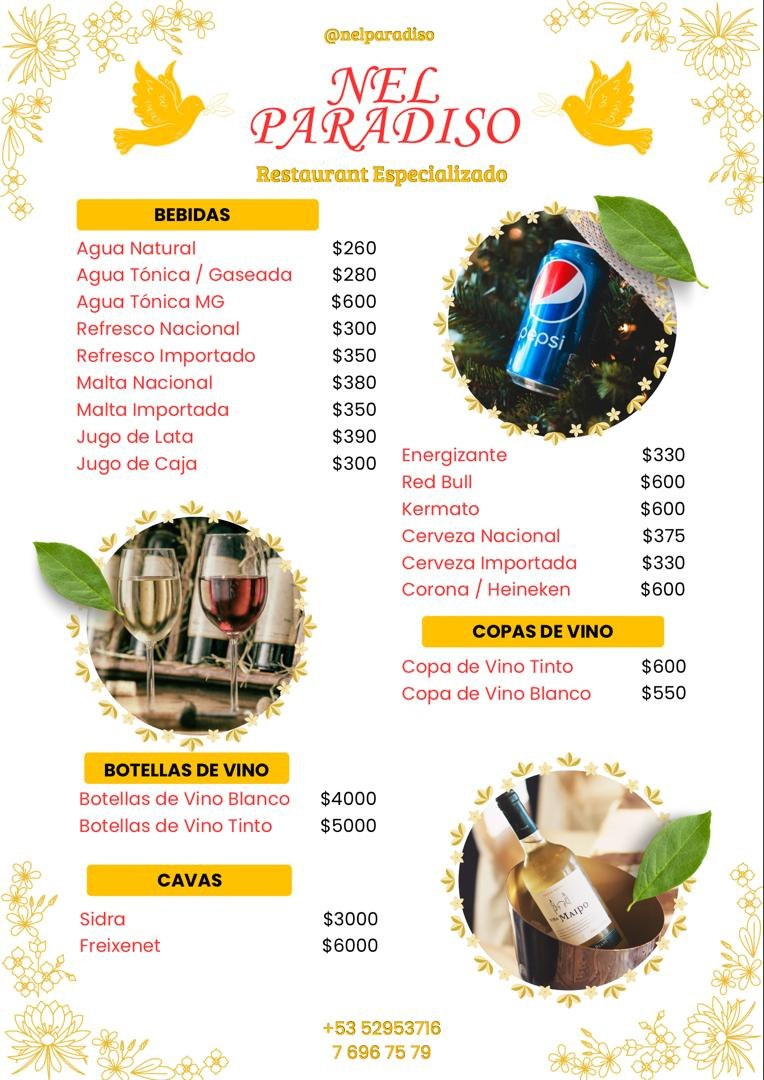 @nelparadiso
NEL
PARADISO
Restaurant Especializado
BEBIDAS
Agua Natural $260
Agua Tónica / Gaseada $280
Agua Tónica MG $600
Refresco Nacional $300
Refresco Importado $350
Malta Nacional $380
Malta Importada $350
Jugo de Lata $390
Jugo de Caja $300
pepsi
Energizante $330
Red Bull $600
Kermato $600
Cerveza Nacional $375
Cerveza Importada $330
Corona / Heineken $600
COPAS DE VINO
Copa de Vino Tinto $600
Copa de Vino Blanco $550
BOTELLAS DE VINO
Botellas de Vino Blanco $4000
Botellas de Vino Tinto $5000
CAVAS
Sidra $3000
Freixenet $6000
VIÑA MAIPO
+53 52953716
7 696 75 79